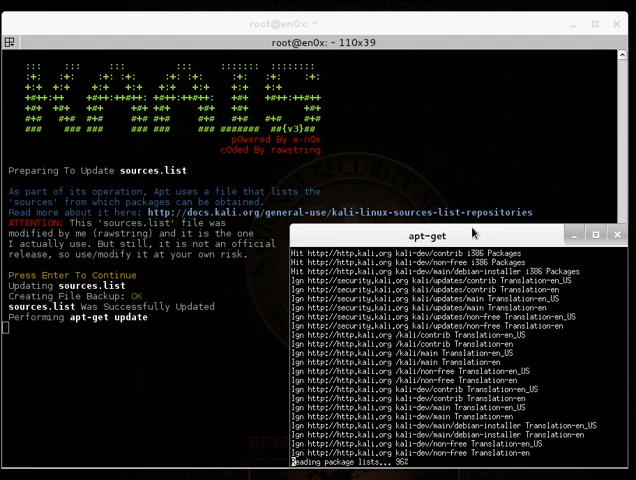 root@en0x: ~
root@en0x: ~ 110x39
{v3}
p0wered By e-n0x
c0ded By rawstring
Preparing To Update sources.list
As part of its operation, Apt uses a file that lists the
'sources' from which packages can be obtained.
Read more about it here: http://docs.kali.org/general-use/kali-linux-sources-list-repositories
ATTENTION: This 'sources.list' file was
modified by me (rawstring) and it is the one
I actually use. But still, it is not an official
release, so use/modify it at your own risk.
Press Enter To Continue
Updating sources.list
Creating File Backup: OK
sources.list Was Successfully Updated
Performing apt-get update
apt-get
Hit http://http.kali.org kali-dev/contrib i386 Packages
Hit http://http.kali.org kali-dev/non-free i386 Packages
Hit http://http.kali.org kali-dev/main/debian-installer i386 Packages
Ign http://security.kali.org kali/updates/contrib Translation-en_US
Ign http://security.kali.org kali/updates/contrib Translation-en
Ign http://security.kali.org kali/updates/main Translation-en_US
Ign http://security.kali.org kali/updates/main Translation-en
Ign http://security.kali.org kali/updates/non-free Translation-en_US
Ign http://security.kali.org kali/updates/non-free Translation-en
Ign http://http.kali.org /kali/contrib Translation-en_US
Ign http://http.kali.org /kali/contrib Translation-en
Ign http://http.kali.org /kali/main Translation-en_US
Ign http://http.kali.org /kali/main Translation-en
Ign http://http.kali.org /kali/non-free Translation-en_US
Ign http://http.kali.org /kali/non-free Translation-en
Ign http://http.kali.org kali-dev/contrib Translation-en_US
Ign http://http.kali.org kali-dev/contrib Translation-en
Ign http://http.kali.org kali-dev/main Translation-en_US
Ign http://http.kali.org kali-dev/main Translation-en
Ign http://http.kali.org kali-dev/main/debian-installer Translation-en_US
Ign http://http.kali.org kali-dev/main/debian-installer Translation-en
Ign http://http.kali.org kali-dev/non-free Translation-en_US
Ign http://http.kali.org kali-dev/non-free Translation-en
Reading package lists... 96%